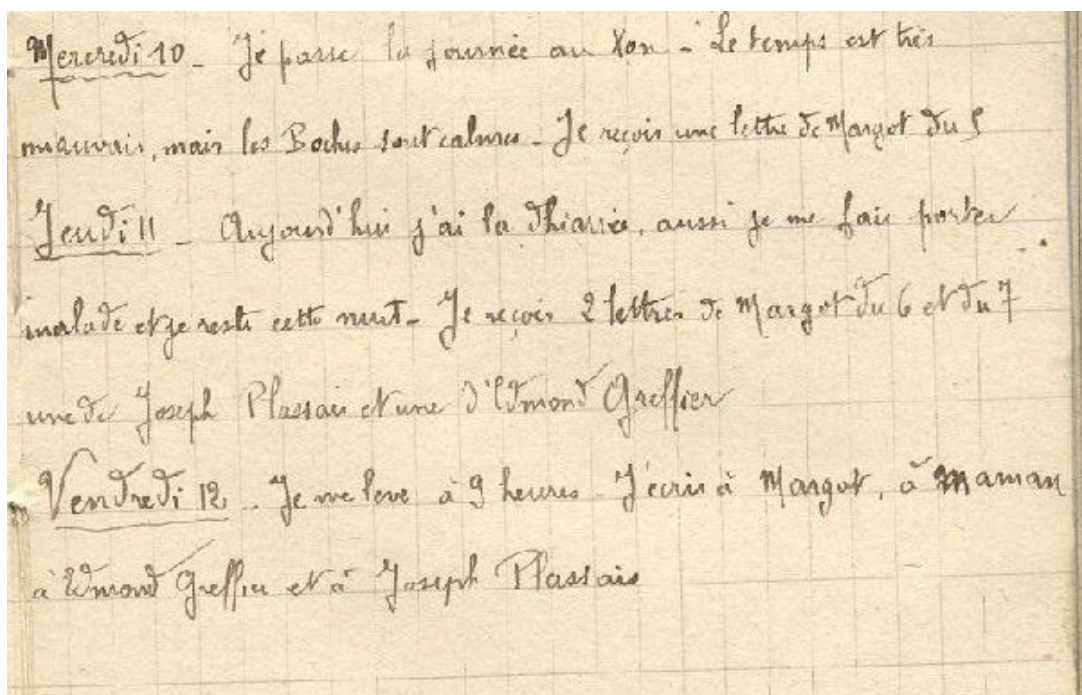 Mercredi 10 - Je passe la journée au Xon - Le temps est très
mauvais, mais les Boches sont calmes - Je reçois une lettre de Margot du 5
Jeudi 11 - Aujourd'hui j'ai la dhiarrée, aussi je me fais porter
malade et je reste cette nuit - Je reçois 2 lettres de Margot du 6 et du 7
une de Joseph Plassais et une d'Edmond Greffier
Vendredi 12 - Je me leve à 9 heures - J'écris à Margot, à Maman
à Edmond Greffier et à Joseph Plassais